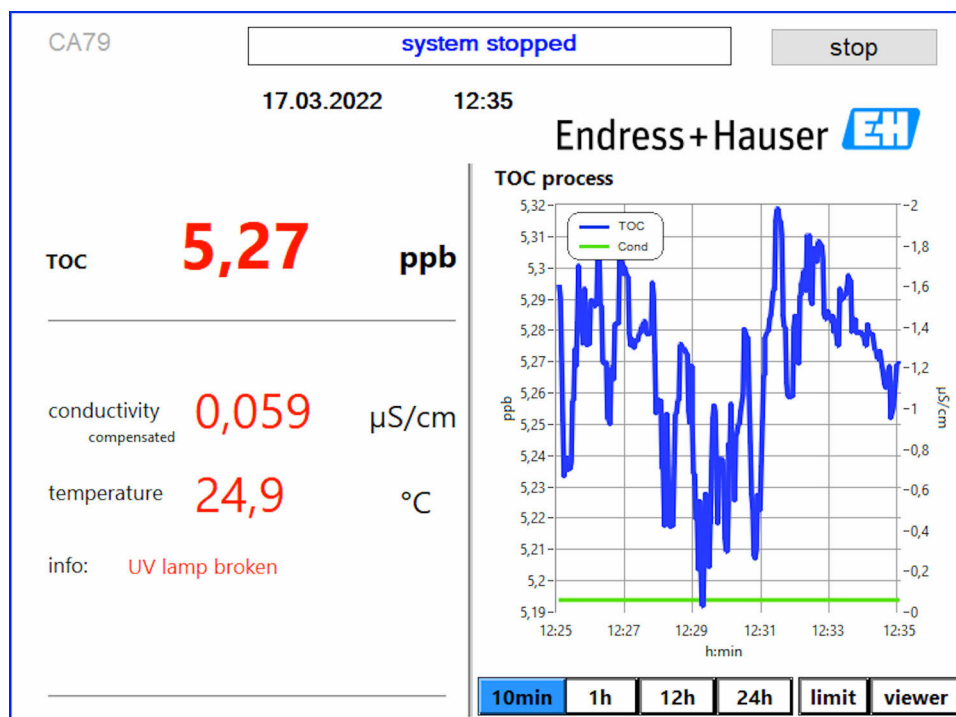 CA79
system stopped
stop
17.03.2022 12:35
Endress+Hauser EH
TOC process
TOC 5,27 ppb
conductivity 0,059 µS/cm
compensated
temperature 24,9 °C
info: UV lamp broken
TOC
Cond
5,32
5,31
5,3
5,29
5,28
5,27
5,26
5,25
5,24
5,23
5,22
5,21
5,2
5,19
ppb
2
1,8
1,6
1,4
1,2
1
0,8
0,6
0,4
0,2
0
µS/cm
12:25 12:27 12:29 12:31 12:33 12:35
h:min
10min 1h 12h 24h limit viewer